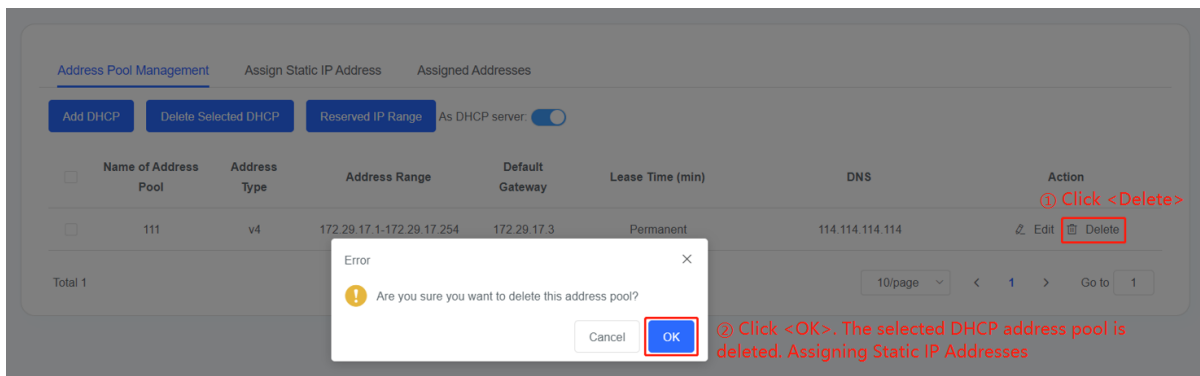 Address Pool Management Assign Static IP Address Assigned Addresses
Add DHCP Delete Selected DHCP Reserved IP Range As DHCP server:
Name of Address Pool Address Type Address Range Default Gateway Lease Time (min) DNS Action
① Click <Delete>
111 v4 172.29.17.1-172.29.17.254 172.29.17.3 Permanent 114.114.114.114 Edit Delete
Total 1 10/page < 1 > Go to 1
Error
Are you sure you want to delete this address pool?
Cancel OK
② Click <OK>. The selected DHCP address pool is
deleted. Assigning Static IP Addresses